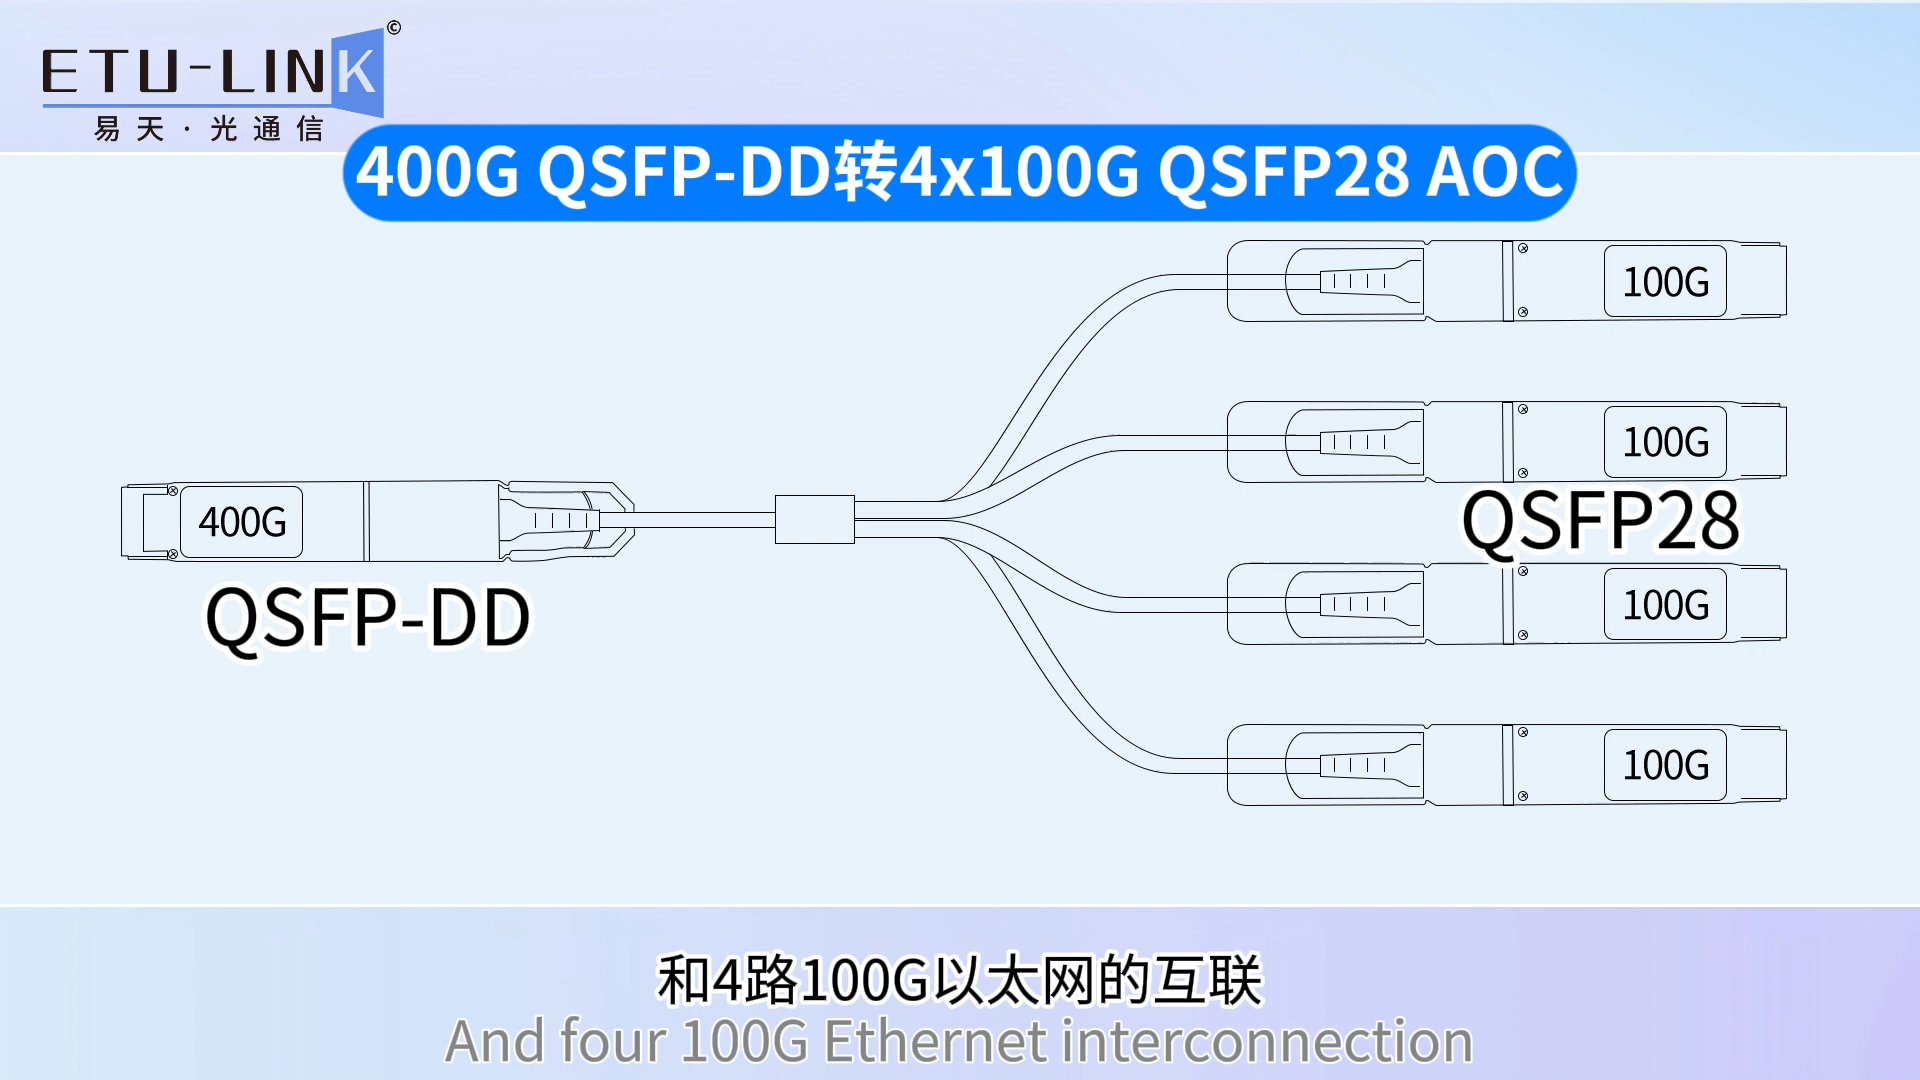 ETU-LINK©
易天·光通信
400G QSFP-DD转4x100G QSFP28 AOC
100G
100G
QSFP28
400G
QSFP-DD
100G
100G
和4路100G以太网的互联
And four 100G Ethernet interconnection